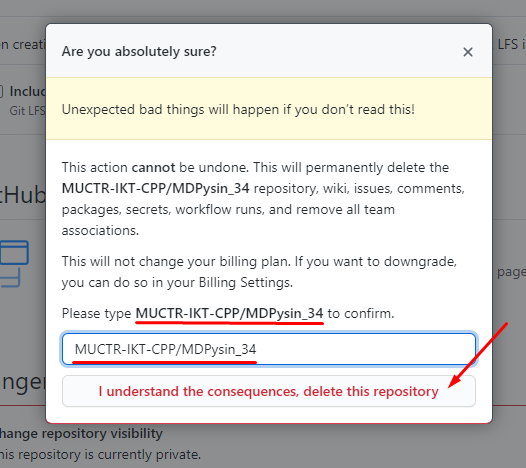 Are you absolutely sure?
en creati
LFS i
Inclu
Git LFS
Unexpected bad things will happen if you don't read this!
This action cannot be undone. This will permanently delete the
MUCTR-IKT-CPP/MDPysin_34 repository, wiki, issues, comments,
packages, secrets, workflow runs, and remove all team
associations.
tHub
This will not change your billing plan. If you want to downgrade,
you can do so in your Billing Settings.
page
Please type MUCTR-IKT-CPP/MDPysin_34 to confirm.
MUCTR-IKT-CPP/MDPysin_34
nger
I understand the consequences, delete this repository
hange repository visibility
his repository is currently private.